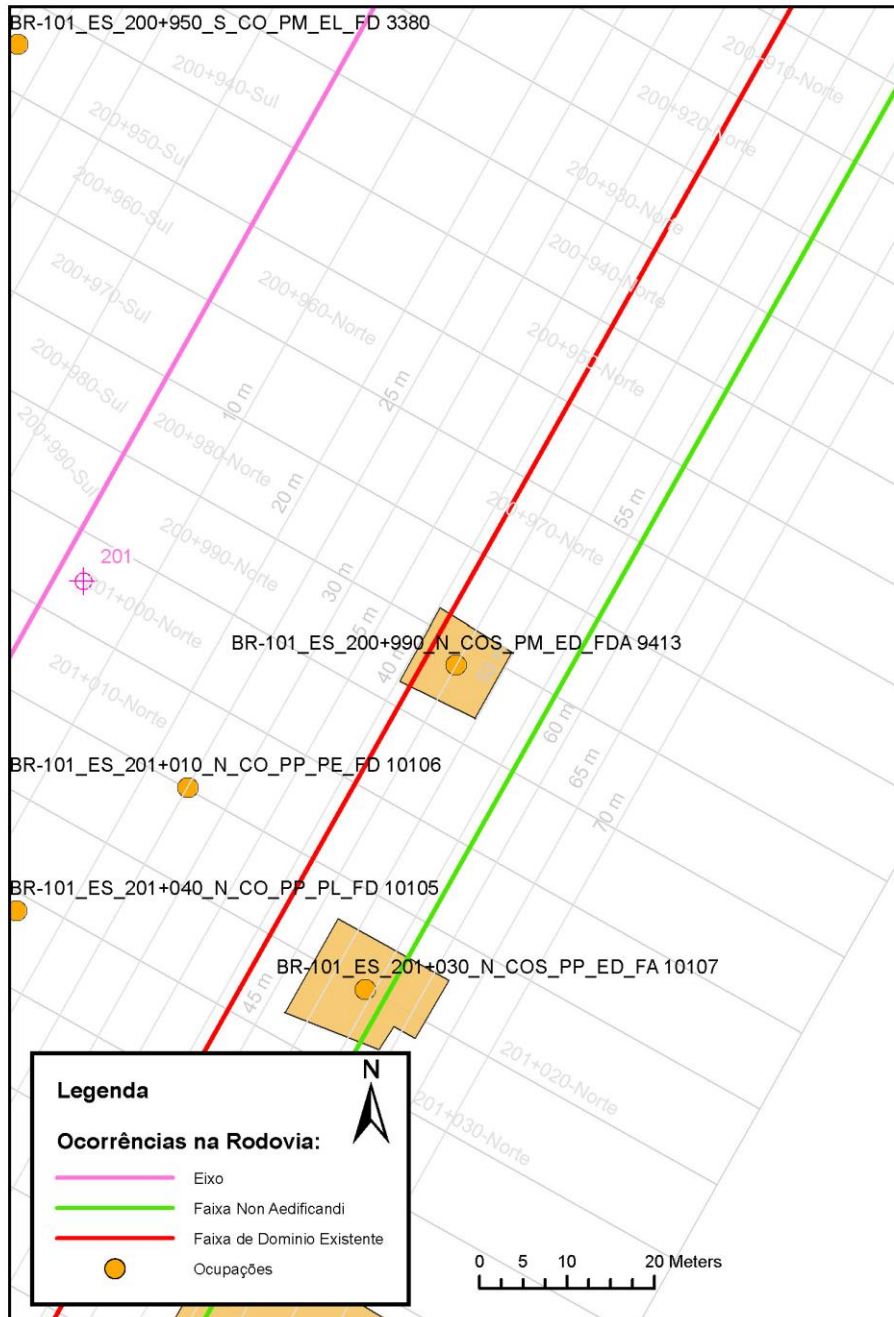 BR-101_ES_200+950_S_CO_PM_EL_FD 3380
200+910-Norte
200+940-Sul
200+920-Norte
200+950-Sul
200+930-Norte
200+960-Sul
200+940-Norte
200+970-Sul
200+960-Norte
200+950-Norte
200+980-Sul
10 m
25 m
200+990-Sul
200+980-Norte
20 m
55 m
200+970-Norte
200+990-Norte
201
30 m
201+000-Norte
BR-101_ES_200+990_N_COS_PM_ED_FDA 9413
40 m
201+010-Norte
60 m
BR-101_ES_201+010_N_CO_PP_PE_FD 10106
65 m
70 m
BR-101_ES_201+040_N_CO_PP_PL_FD 10105
BR-101_ES_201+030_N_COS_PP_ED_FA 10107
45 m
201+020-Norte
201+030-Norte
N
Legenda
Ocorrências na Rodovia:
Eixo
Faixa Non Aedificandi
Faixa de Dominio Existente
Ocupações
0 5 10 20 Meters